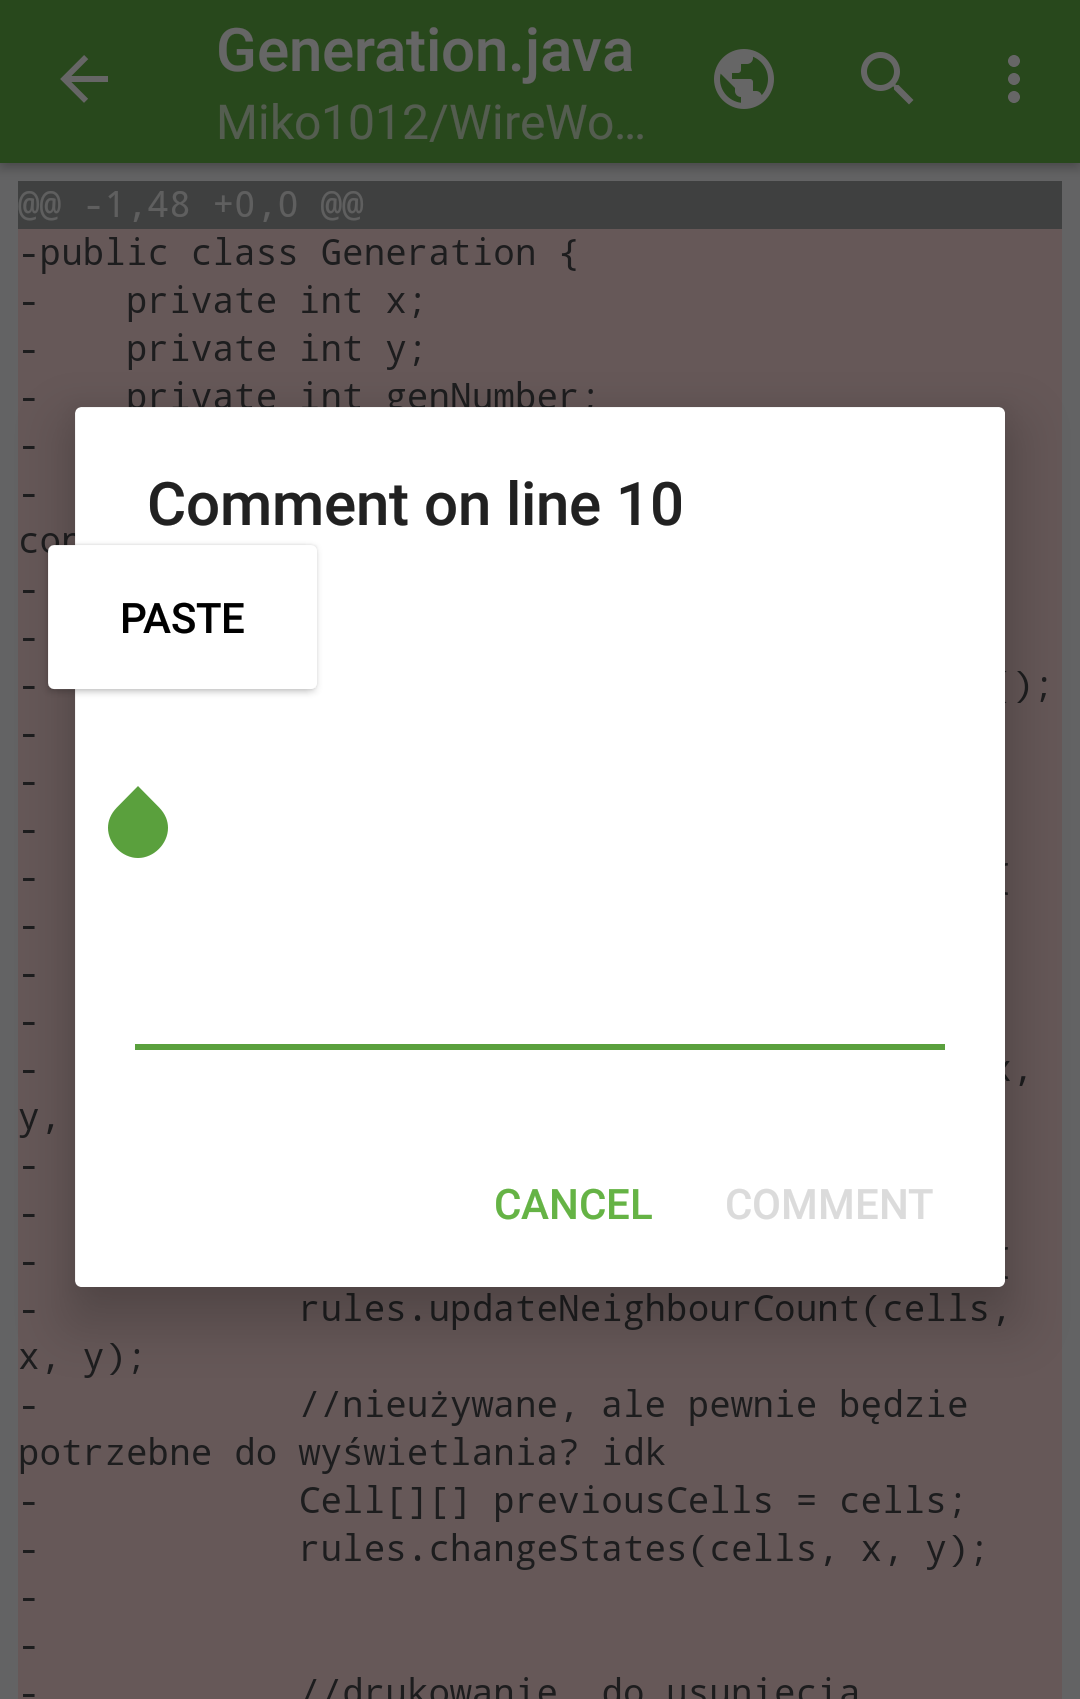 Generation.java
Miko1012/WireWo...
@@ -1,48 +0,0 @@
-public class Generation {
-    private int x;
-    private int y;
-    private int genNumber;
-
-
Comment on line 10
-
PASTE
-
-
);
-
-
-
-
-
-
-
-
x,
y,
-
-
CANCEL
COMMENT
-
-            rules.updateNeighbourCount(cells,
x, y);
-            //nieużywane, ale pewnie będzie
potrzebne do wyświetlania? idk
-            Cell[][] previousCells = cells;
-            rules.changeStates(cells, x, y);
-
-
-            //drukowanie, do usunięcia